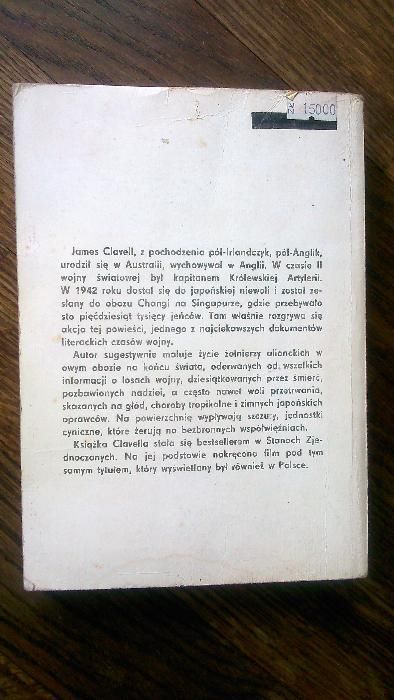 ZŁ 15000
James Clavell, z pochodzenia pół-Irlandczyk, pół-Anglik,
urodził się w Australii, wychowywał w Anglii. W czasie II
wojny światowej był kapitanem Królewskiej Artylerii.
W 1942 roku dostał się do japońskiej niewoli i został ze-
słany do obozu Changi na Singapurze, gdzie przebywało
sto pięćdziesiąt tysięcy jeńców. Tam właśnie rozgrywa się
akcja tej powieści, jednego z najciekawszych dokumentów
literackich czasów wojny.
Autor sugestywnie maluje życie żołnierzy alianckich w
owym obozie na końcu świata, oderwanych od wszelkich
informacji o losach wojny, dziesiątkowanych przez śmierć,
pozbawionych nadziei, a często nawet woli przetrwania,
skazanych na głód, choroby tropikalne i zimnych japońskich
oprawców. Na powierzchnię wypływają szczury, jednostki
cyniczne, które żerują na bezbronnych współwięźniach.
Książka Clavella stała się bestsellerem w Stanach Zje-
dnoczonych. Na jej podstawie nakręcono film pod tym
samym tytułem, który wyświetlany był również w Polsce.